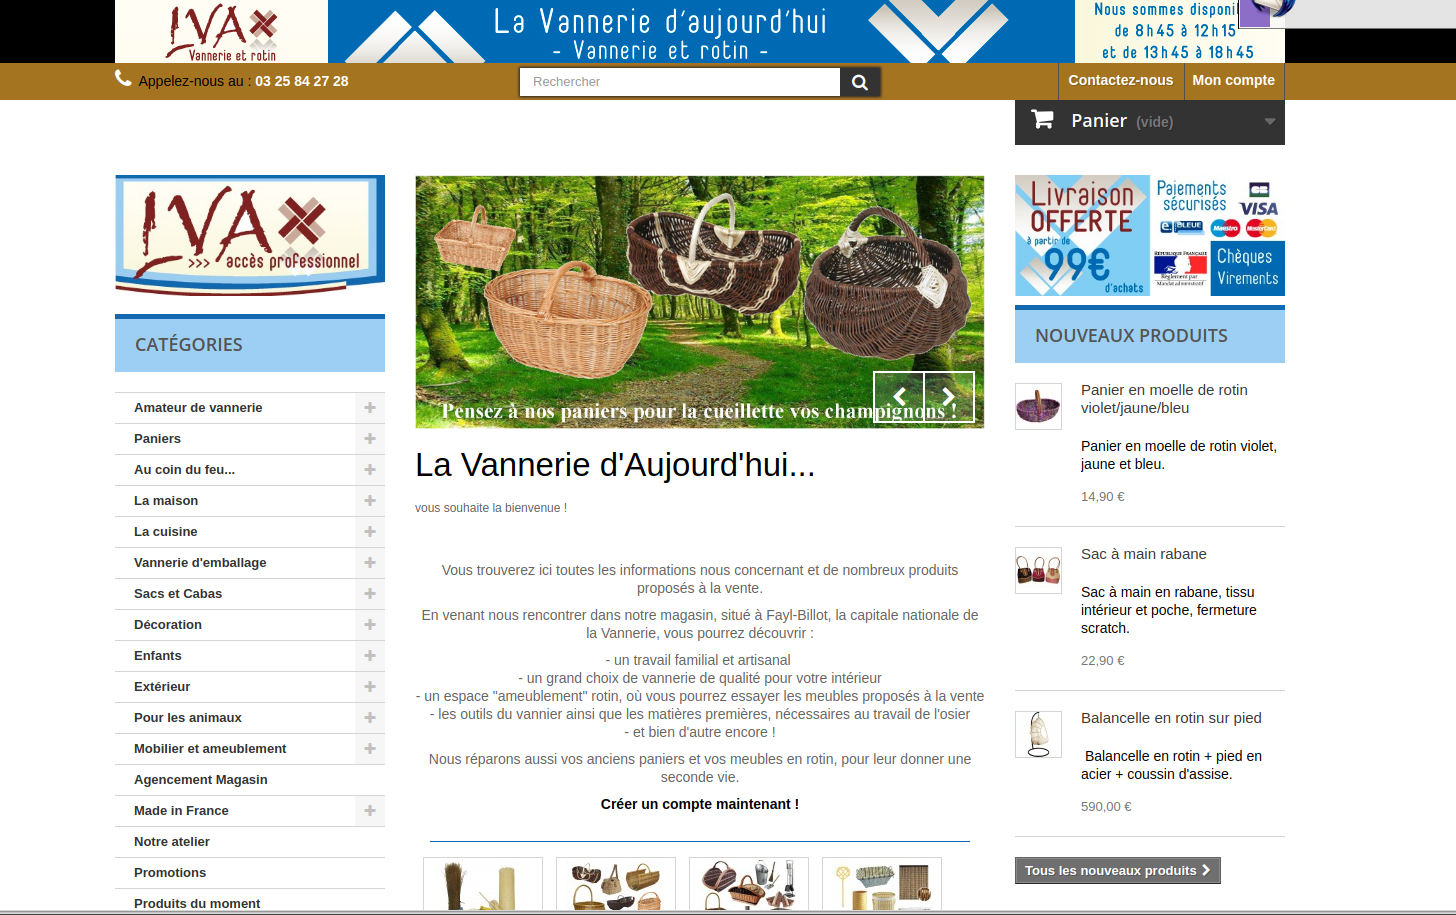 LVA
Vannerie et rotin
La Vannerie d'aujourd'hui
- Vannerie et rotin -
de 8h45 à 12h15
et de 13h45 à 18h45
Nous sommes
Appelez-nous au : 03 25 84 27 28
Rechercher
Contactez-nous
Mon compte
Panier (vide)
LVA
>>> accès professionnel
CATÉGORIES
Amateur de vannerie
Paniers
Au coin du feu...
La maison
La cuisine
Vannerie d'emballage
Sacs et Cabas
Décoration
Enfants
Extérieur
Pour les animaux
Mobilier et ameublement
Agencement Magasin
Made in France
Notre atelier
Promotions
Produits du moment
Pensez à nos paniers pour la cueillette vos champignons !
La Vannerie d'Aujourd'hui...
vous souhaite la bienvenue !
Vous trouverez ici toutes les informations nous concernant et de nombreux produits
proposés à la vente.
En venant nous rencontrer dans notre magasin, situé à Fayl-Billot, la capitale nationale de
la Vannerie, vous pourrez découvrir :
- un travail familial et artisanal
- un grand choix de vannerie de qualité pour votre intérieur
- un espace "ameublement" rotin, où vous pourrez essayer les meubles proposés à la vente
- les outils du vannier ainsi que les matières premières, nécessaires au travail de l'osier
- et bien d'autre encore !
Nous réparons aussi vos anciens paniers et vos meubles en rotin, pour leur donner une
seconde vie.
Créer un compte maintenant !
Livraison
OFFERTE
à partir de
99€
d'achats
Paiements
sécurisés
CB
VISA
e BLEUE
Maestro
MasterCard
RÉPUBLIQUE FRANÇAISE
Règlement par
Mandat administratif
Chèques
Virements
NOUVEAUX PRODUITS
Panier en moelle de rotin
violet/jaune/bleu
Panier en moelle de rotin violet,
jaune et bleu.
14,90 €
Sac à main rabane
Sac à main en rabane, tissu
intérieur et poche, fermeture
scratch.
22,90 €
Balancelle en rotin sur pied
Balancelle en rotin + pied en
acier + coussin d'assise.
590,00 €
Tous les nouveaux produits